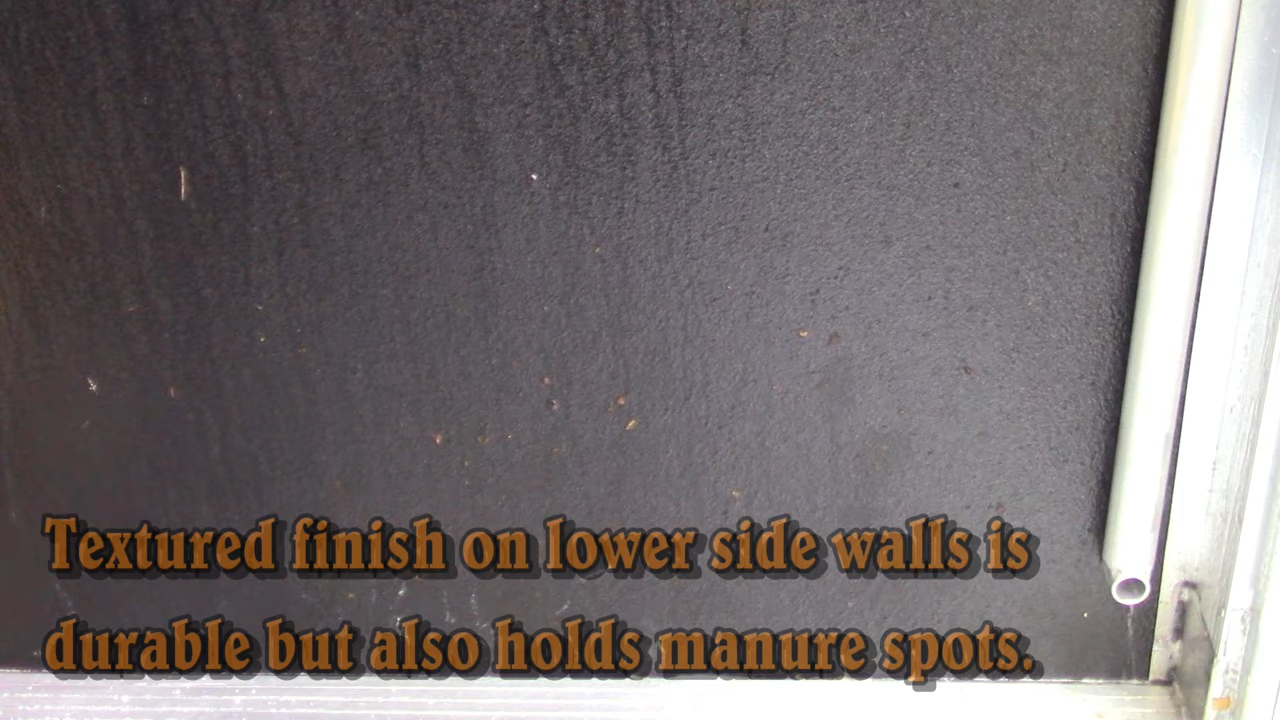 Textured finish on lower side walls is
durable but also holds manure spots.